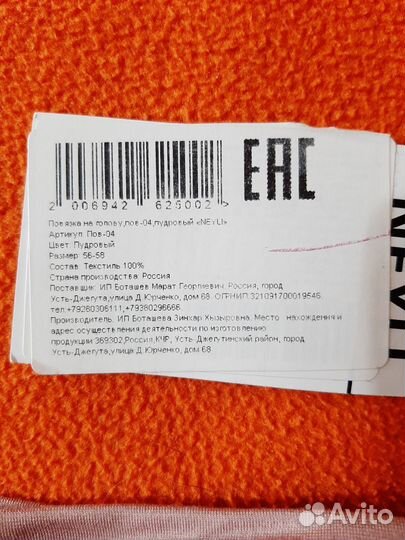 EAC
2 006942 625002 >
Повязка на голову,пов-04,пудровый «NEYLI»
Артикул: Пов-04
Цвет: Пудровый
Размер: 56-58
Состав: Текстиль 100%
Страна производства: Россия
Поставщик: ИП Боташев Марат Георгиевич, Россия, город
Усть-Джегута,улица Д.Юрченко, дом 68. ОГРНИП:321091700019546
тел:+79280306111;+79380296666
Производитель: ИП Боташева Зинхар Хызыровна. Место нахождения и
адрес осуществления деятельности по изготовлению
продукции:369302,Россия,КЧР, Усть-Джегутинский район, город
Усть-Джегута,улица Д.Юрченко, дом 68
Avito